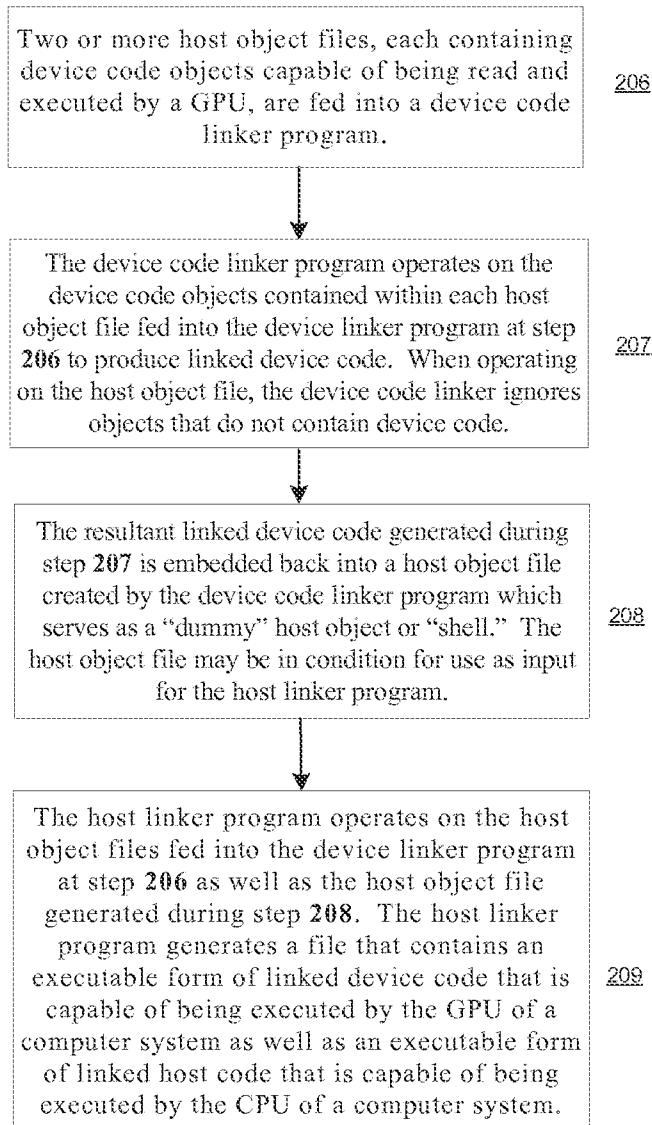 Two or more host object files, each containing
device code objects capable of being read and
executed by a GPU, are fed into a device code
linker program.
206
The device code linker program operates on the
device code objects contained within each host
object file fed into the device linker program at step
206 to produce linked device code. When operating
on the host object file, the device code linker ignores
objects that do not contain device code.
207
The resultant linked device code generated during
step 207 is embedded back into a host object file
created by the device code linker program which
serves as a “dummy” host object or “shell.” The
host object file may be in condition for use as input
for the host linker program.
208
The host linker program operates on the host
object files fed into the device linker program
at step 206 as well as the host object file
generated during step 208. The host linker
program generates a file that contains an
executable form of linked device code that is
capable of being executed by the GPU of a
computer system as well as an executable form
of linked host code that is capable of being
executed by the CPU of a computer system.
209